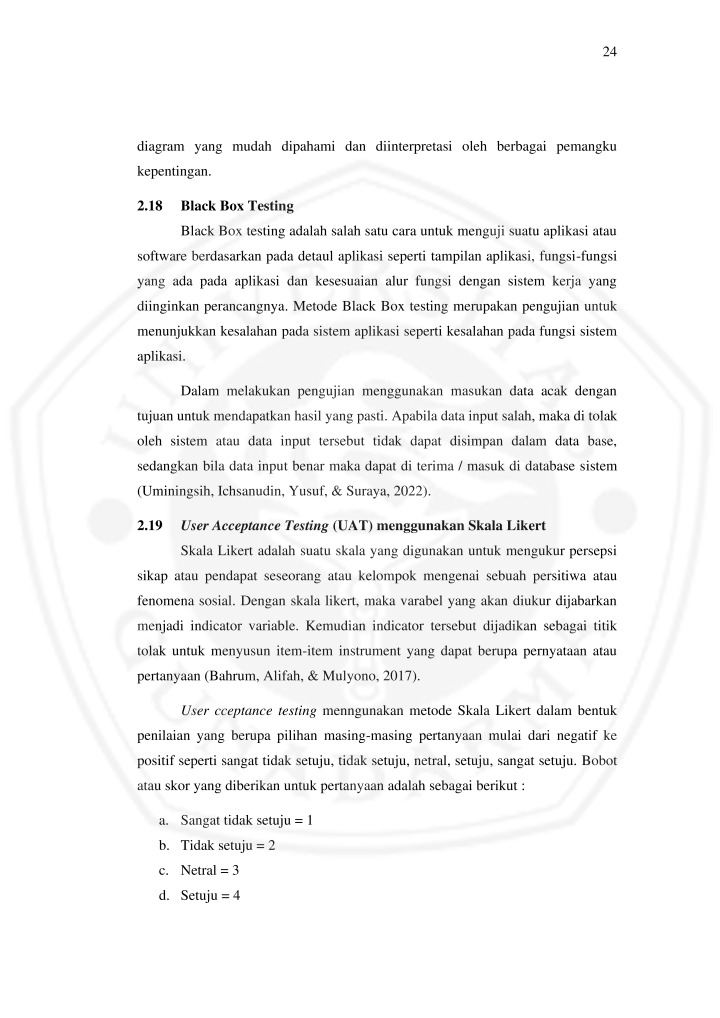 24
diagram yang mudah dipahami dan diinterpretasi oleh berbagai pemangku
kepentingan.
2.18 Black Box Testing
Black Box testing adalah salah satu cara untuk menguji suatu aplikasi atau
software berdasarkan pada detaul aplikasi seperti tampilan aplikasi, fungsi-fungsi
yang ada pada aplikasi dan kesesuaian alur fungsi dengan sistem kerja yang
diinginkan perancangnya. Metode Black Box testing merupakan pengujian untuk
menunjukkan kesalahan pada sistem aplikasi seperti kesalahan pada fungsi sistem
aplikasi.
Dalam melakukan pengujian menggunakan masukan data acak dengan
tujuan untuk mendapatkan hasil yang pasti. Apabila data input salah, maka di tolak
oleh sistem atau data input tersebut tidak dapat disimpan dalam data base,
sedangkan bila data input benar maka dapat di terima / masuk di database sistem
(Uminingsih, Ichsanudin, Yusuf, & Suraya, 2022).
2.19 User Acceptance Testing (UAT) menggunakan Skala Likert
Skala Likert adalah suatu skala yang digunakan untuk mengukur persepsi
sikap atau pendapat seseorang atau kelompok mengenai sebuah persitiwa atau
fenomena sosial. Dengan skala likert, maka varabel yang akan diukur dijabarkan
menjadi indicator variable. Kemudian indicator tersebut dijadikan sebagai titik
tolak untuk menyusun item-item instrument yang dapat berupa pernyataan atau
pertanyaan (Bahrum, Alifah, & Mulyono, 2017).
User cceptance testing menngunakan metode Skala Likert dalam bentuk
penilaian yang berupa pilihan masing-masing pertanyaan mulai dari negatif ke
positif seperti sangat tidak setuju, tidak setuju, netral, setuju, sangat setuju. Bobot
atau skor yang diberikan untuk pertanyaan adalah sebagai berikut :
a. Sangat tidak setuju = 1
b. Tidak setuju = 2
c. Netral = 3
d. Setuju = 4